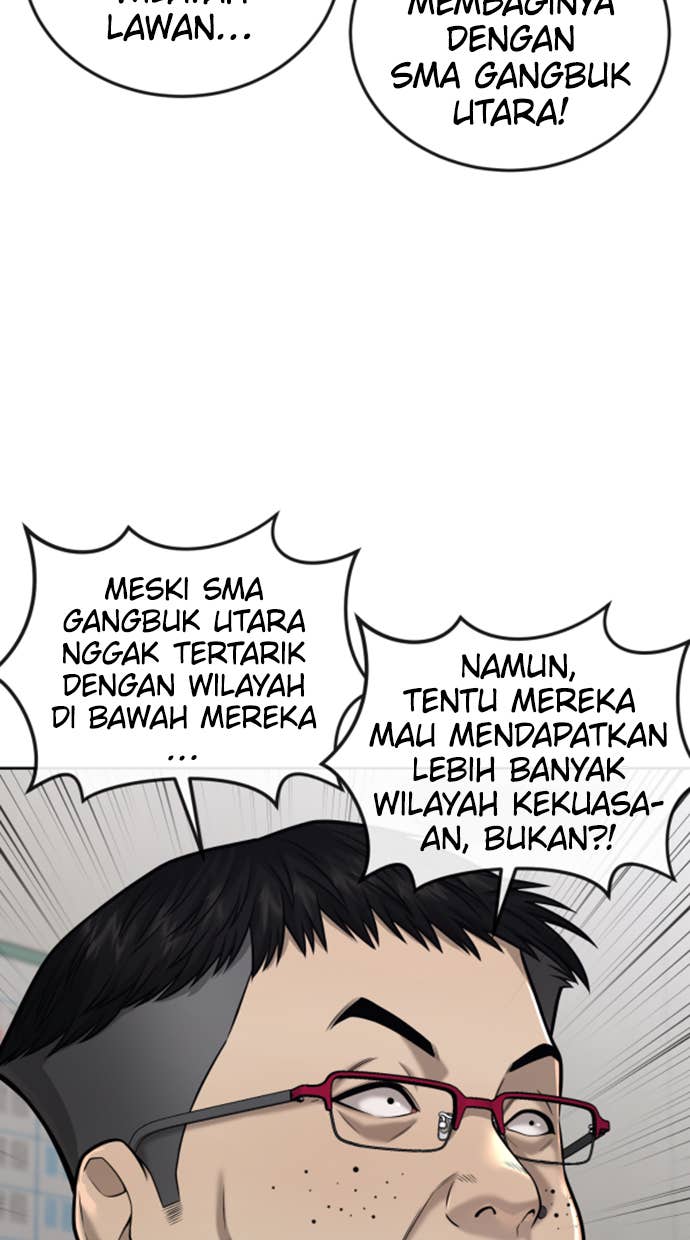 LAWAN...
MEMBAGINYA
DENGAN
SMA GANGBUK
UTARA!
MESKI SMA
GANGBUK UTARA
NGGAK TERTARIK
DENGAN WILAYAH
DI BAWAH MEREKA
...
NAMUN,
TENTU MEREKA
MAU MENDAPATKAN
LEBIH BANYAK
WILAYAH KEKUASA-
AN, BUKAN?!